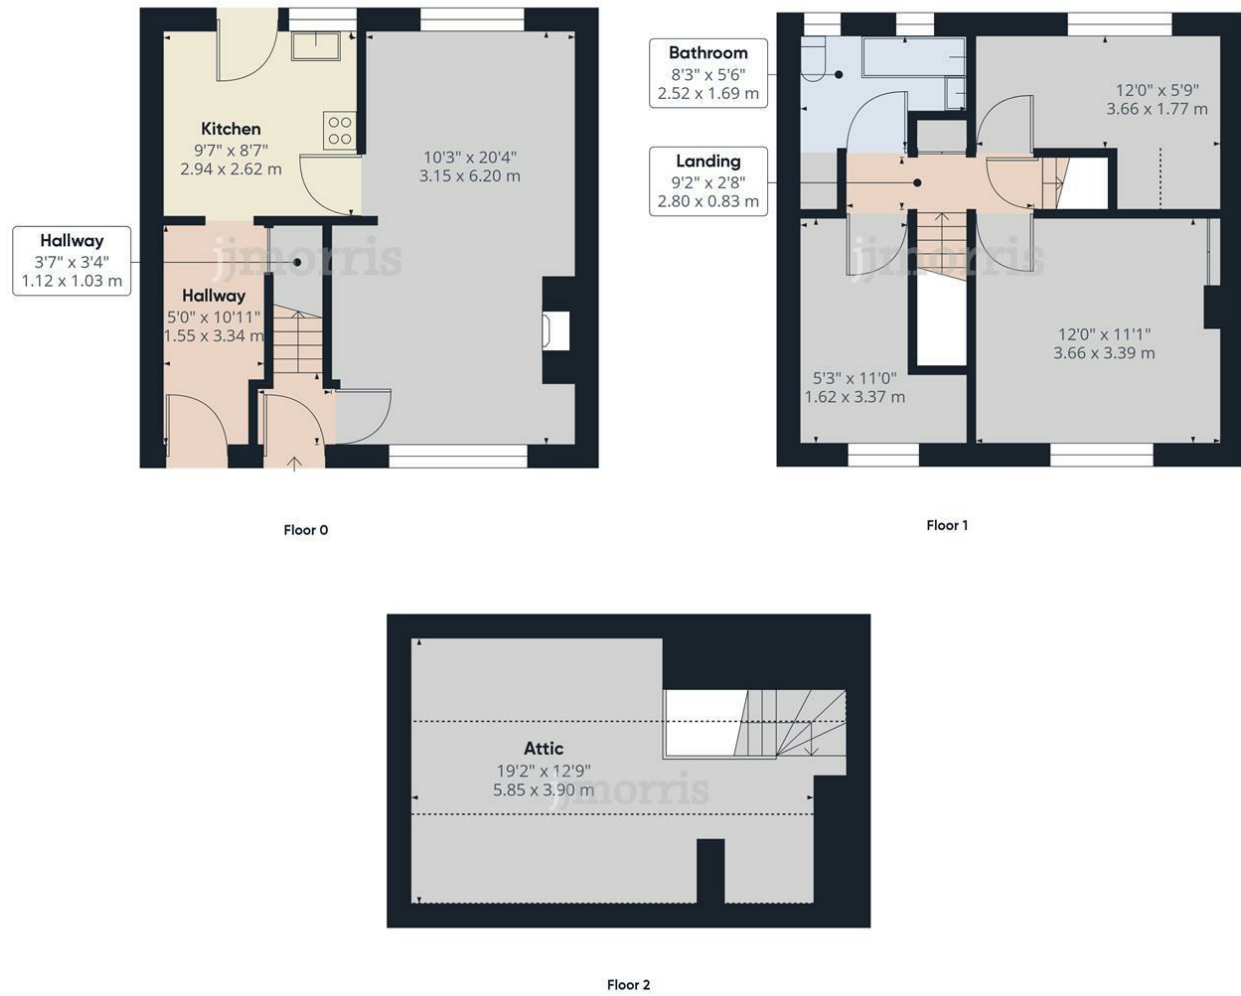 Kitchen
9'7" x 8'7"
2.94 x 2.62 m
10'3" x 20'4"
3.15 x 6.20 m
Hallway
3'7" x 3'4"
1.12 x 1.03 m
Hallway
5'0" x 10'11"
1.55 x 3.34 m
jjmorris
Floor 0
Bathroom
8'3" x 5'6"
2.52 x 1.69 m
12'0" x 5'9"
3.66 x 1.77 m
Landing
9'2" x 2'8"
2.80 x 0.83 m
jjmorris
12'0" x 11'1"
3.66 x 3.39 m
5'3" x 11'0"
1.62 x 3.37 m
Floor 1
Attic
19'2" x 12'9"
5.85 x 3.90 m
jjmorris
Floor 2